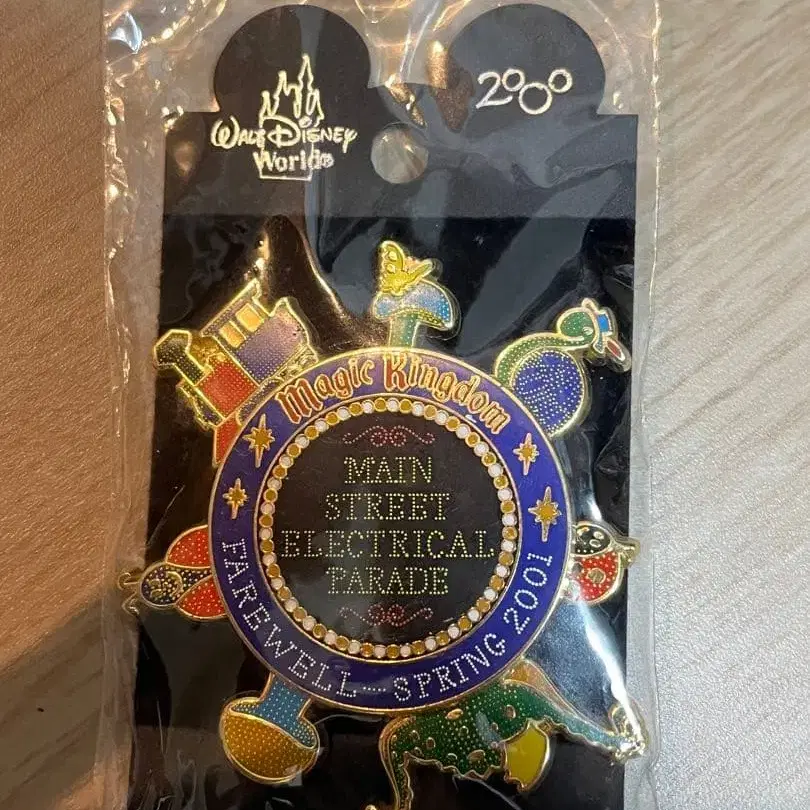 WALT DISNEY
World®
2000
Magic Kingdom
MAIN
STREET
ELECTRICAL
PARADE
FAREWELL—SPRING 2001